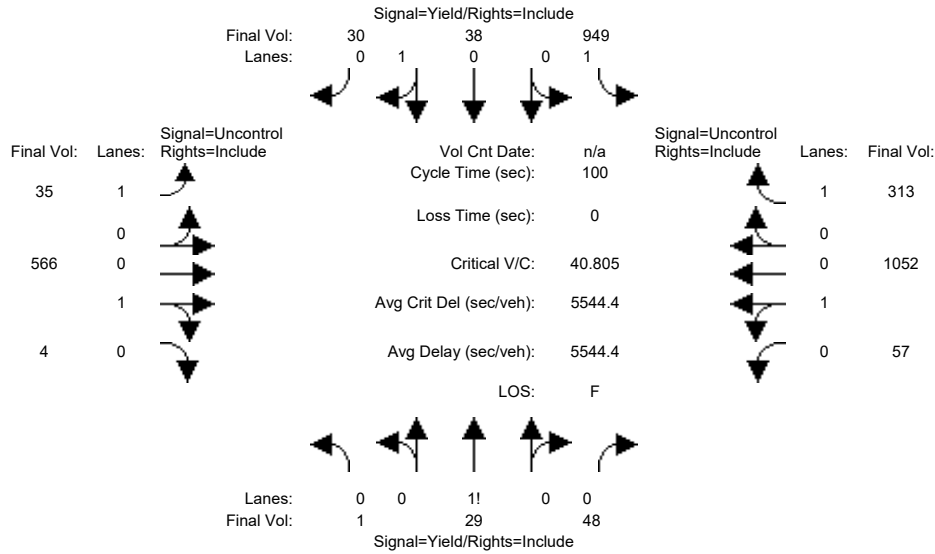 Signal=Yield/Rights=Include
Final Vol: 30 38 949
Lanes: 0 1 0 0 1
Signal=Uncontrol
Final Vol: Lanes: Rights=Include
Vol Cnt Date: n/a
Signal=Uncontrol
Rights=Include Lanes: Final Vol:
Cycle Time (sec): 100
35 1
1 313
Loss Time (sec): 0
0
0
566 0
Critical V/C: 40.805
0 1052
1
Avg Crit Del (sec/veh): 5544.4
1
4 0
Avg Delay (sec/veh): 5544.4
0 57
LOS: F
Lanes: 0 0 1! 0 0
Final Vol: 1 29 48
Signal=Yield/Rights=Include